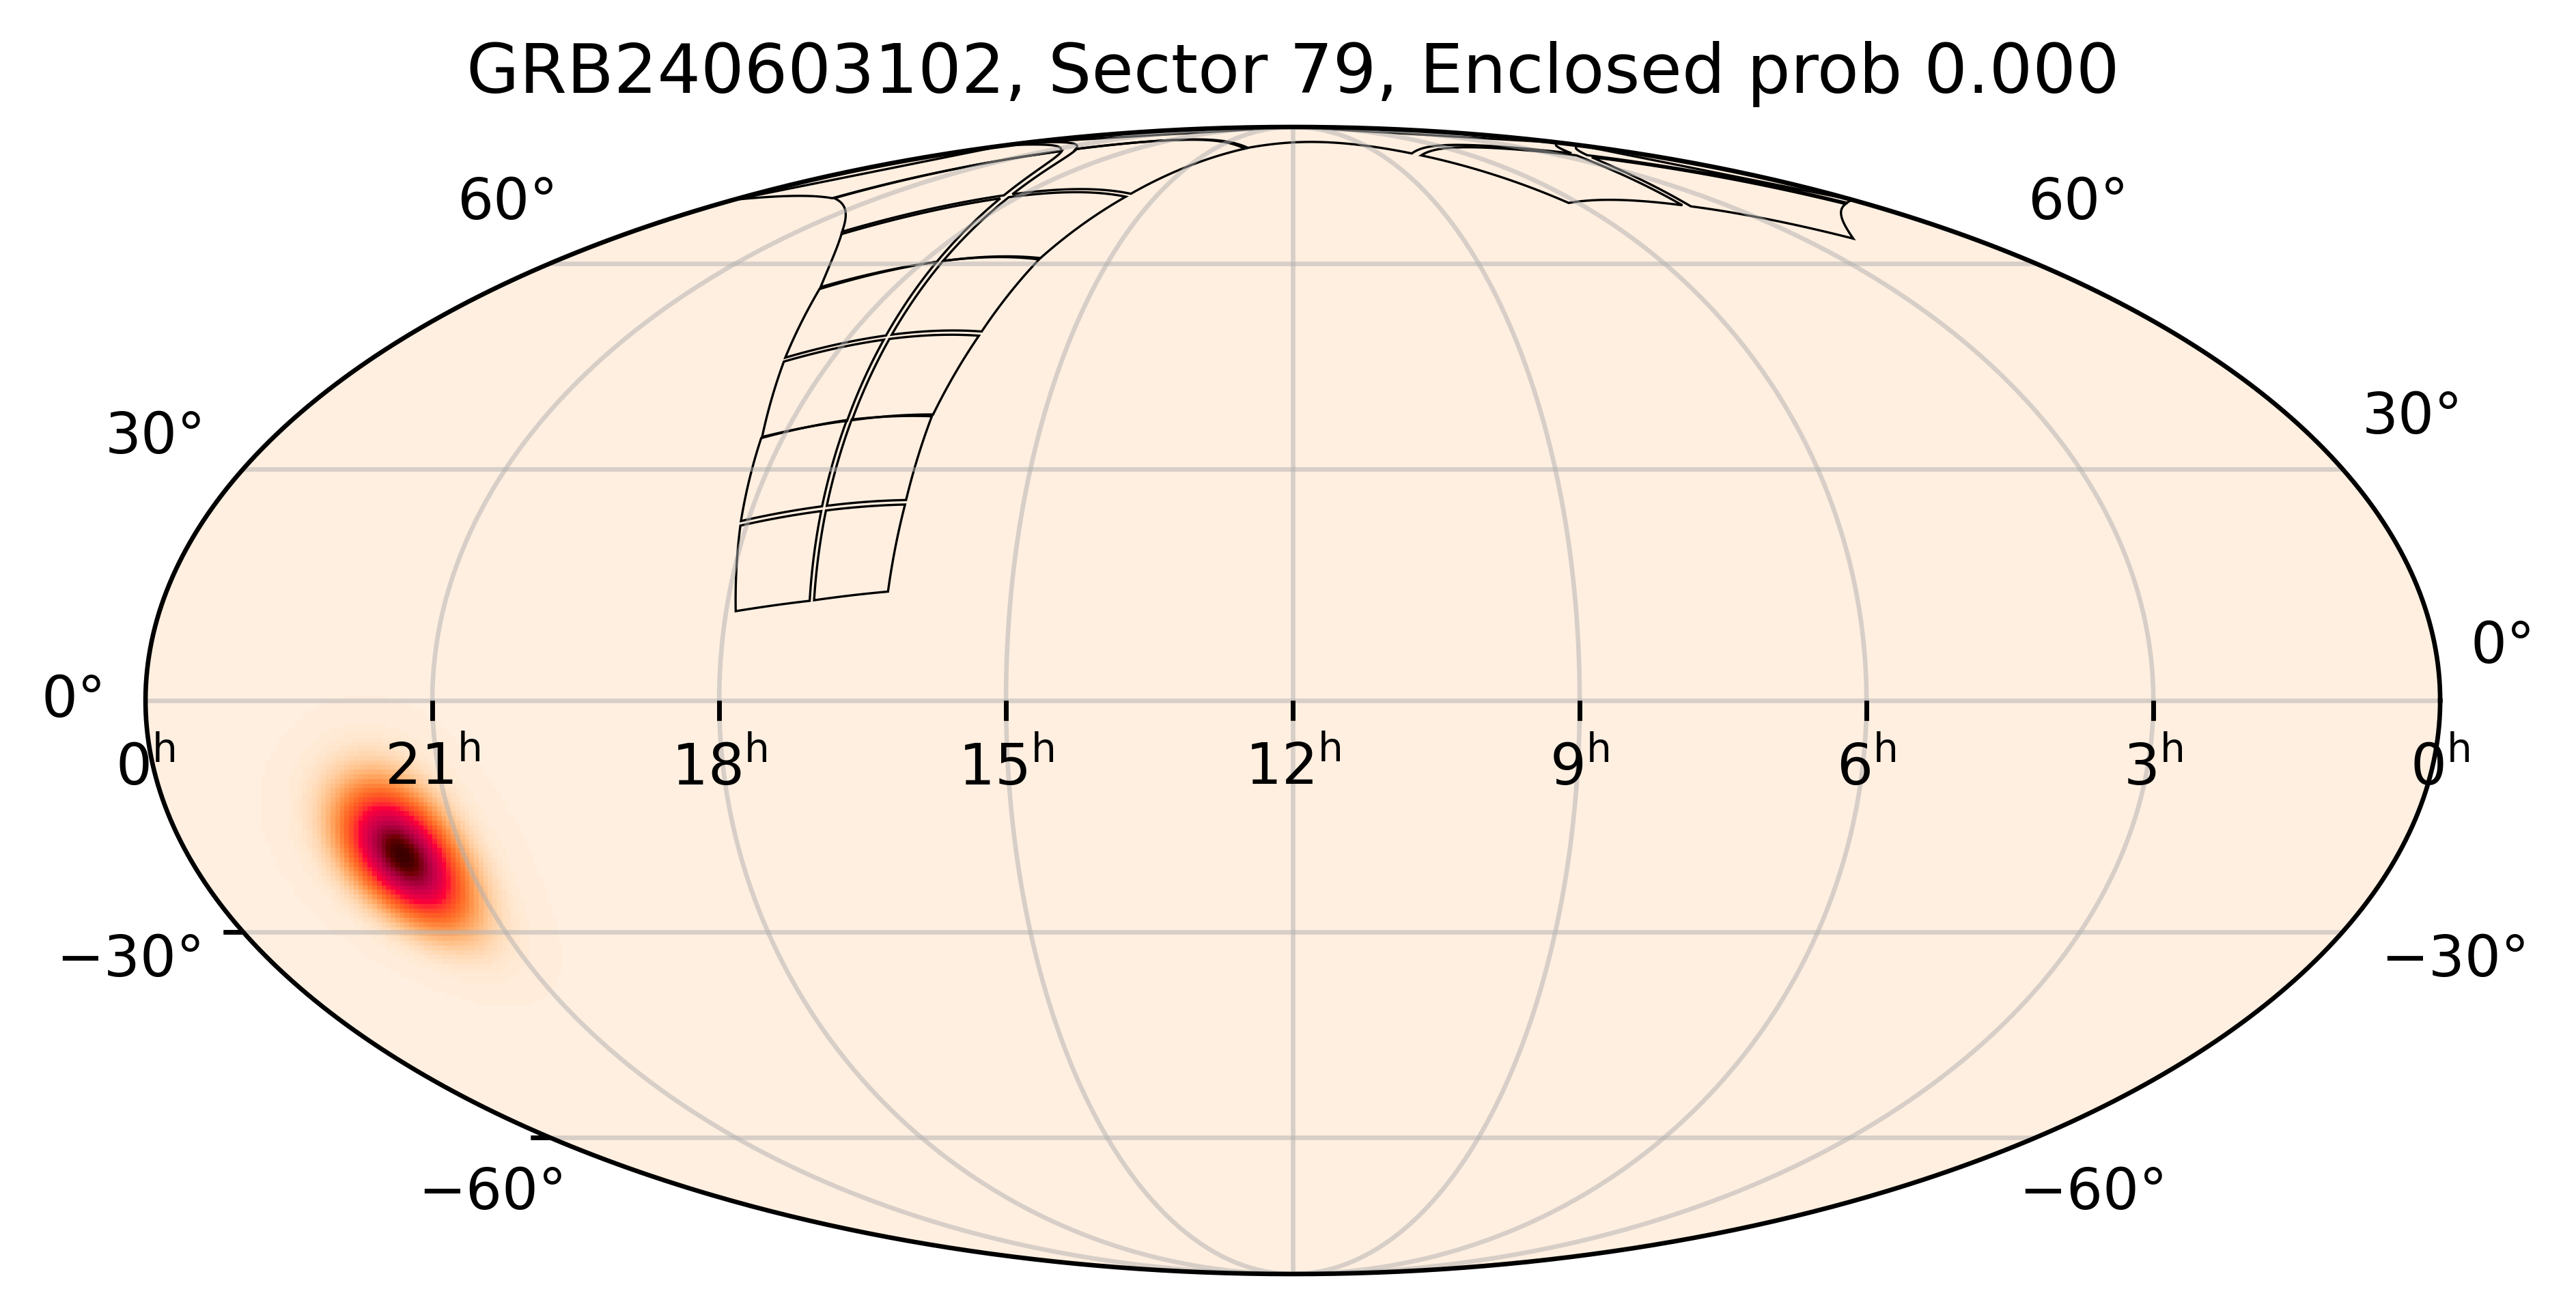 GRB240603102, Sector 79, Enclosed prob 0.000
60° 60°
30° 30°
0° 0°
0h 21h 18h 15h 12h 9h 6h 3h 0h
−30° −30°
−60° −60°